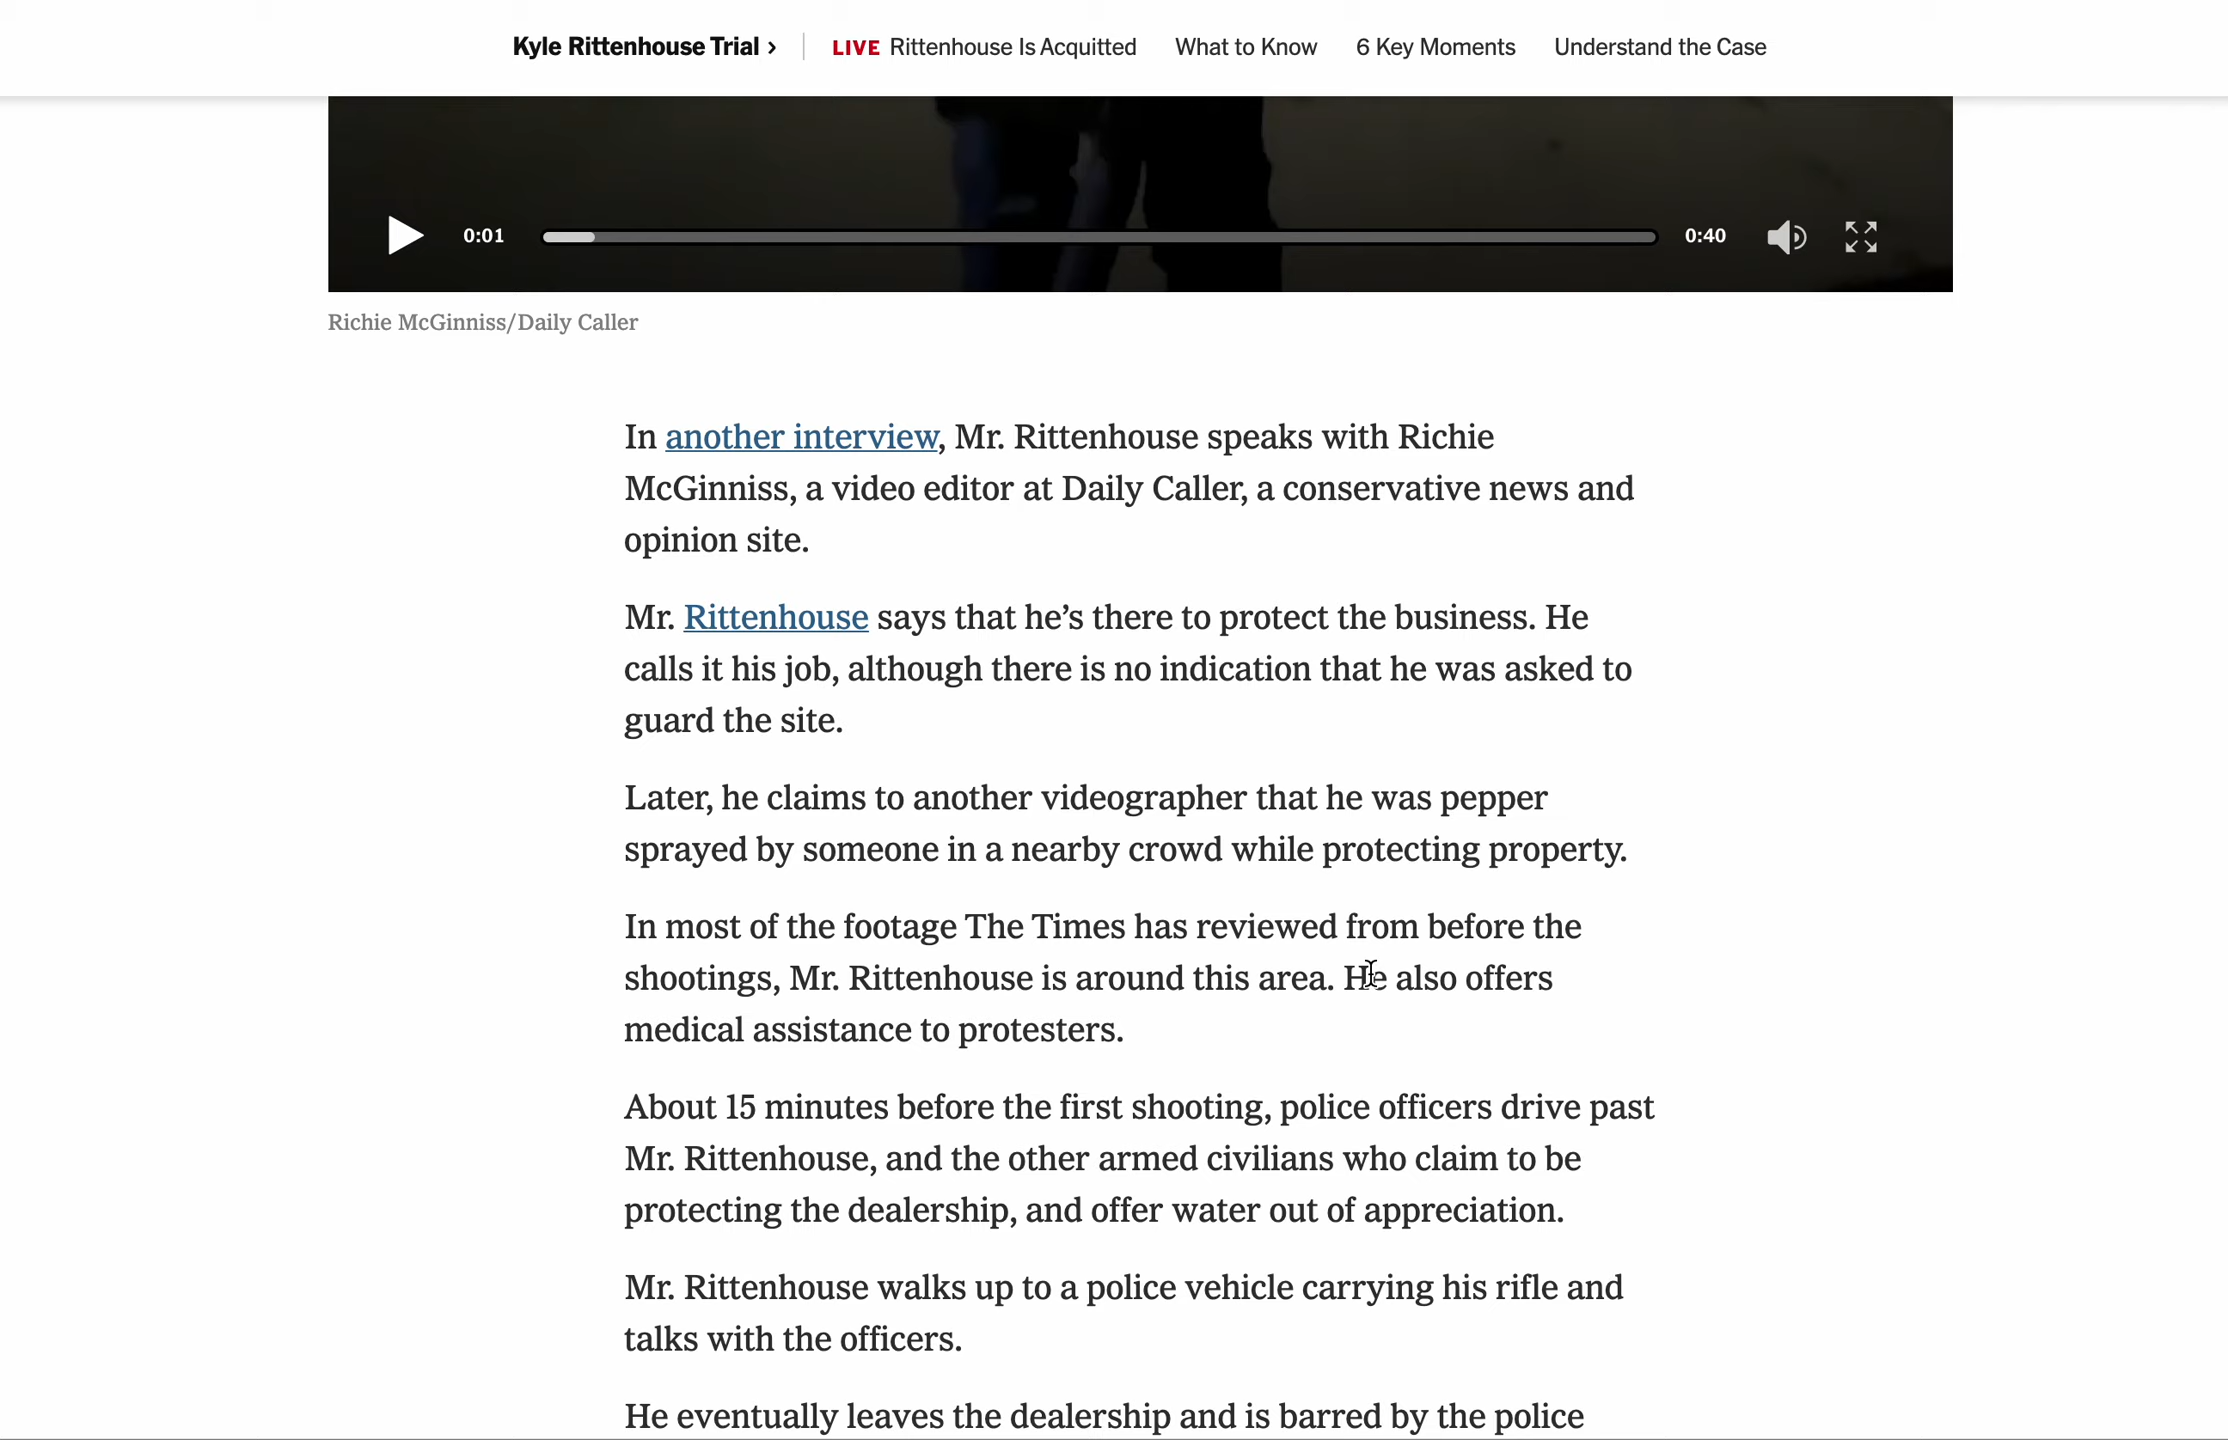 Kyle Rittenhouse Trial › LIVE Rittenhouse Is Acquitted What to Know 6 Key Moments Understand the Case
0:01 0:40
Richie McGinniss/Daily Caller
In another interview, Mr. Rittenhouse speaks with Richie
McGinniss, a video editor at Daily Caller, a conservative news and
opinion site.
Mr. Rittenhouse says that he’s there to protect the business. He
calls it his job, although there is no indication that he was asked to
guard the site.
Later, he claims to another videographer that he was pepper
sprayed by someone in a nearby crowd while protecting property.
In most of the footage The Times has reviewed from before the
shootings, Mr. Rittenhouse is around this area. He also offers
medical assistance to protesters.
About 15 minutes before the first shooting, police officers drive past
Mr. Rittenhouse, and the other armed civilians who claim to be
protecting the dealership, and offer water out of appreciation.
Mr. Rittenhouse walks up to a police vehicle carrying his rifle and
talks with the officers.
He eventually leaves the dealership and is barred by the police